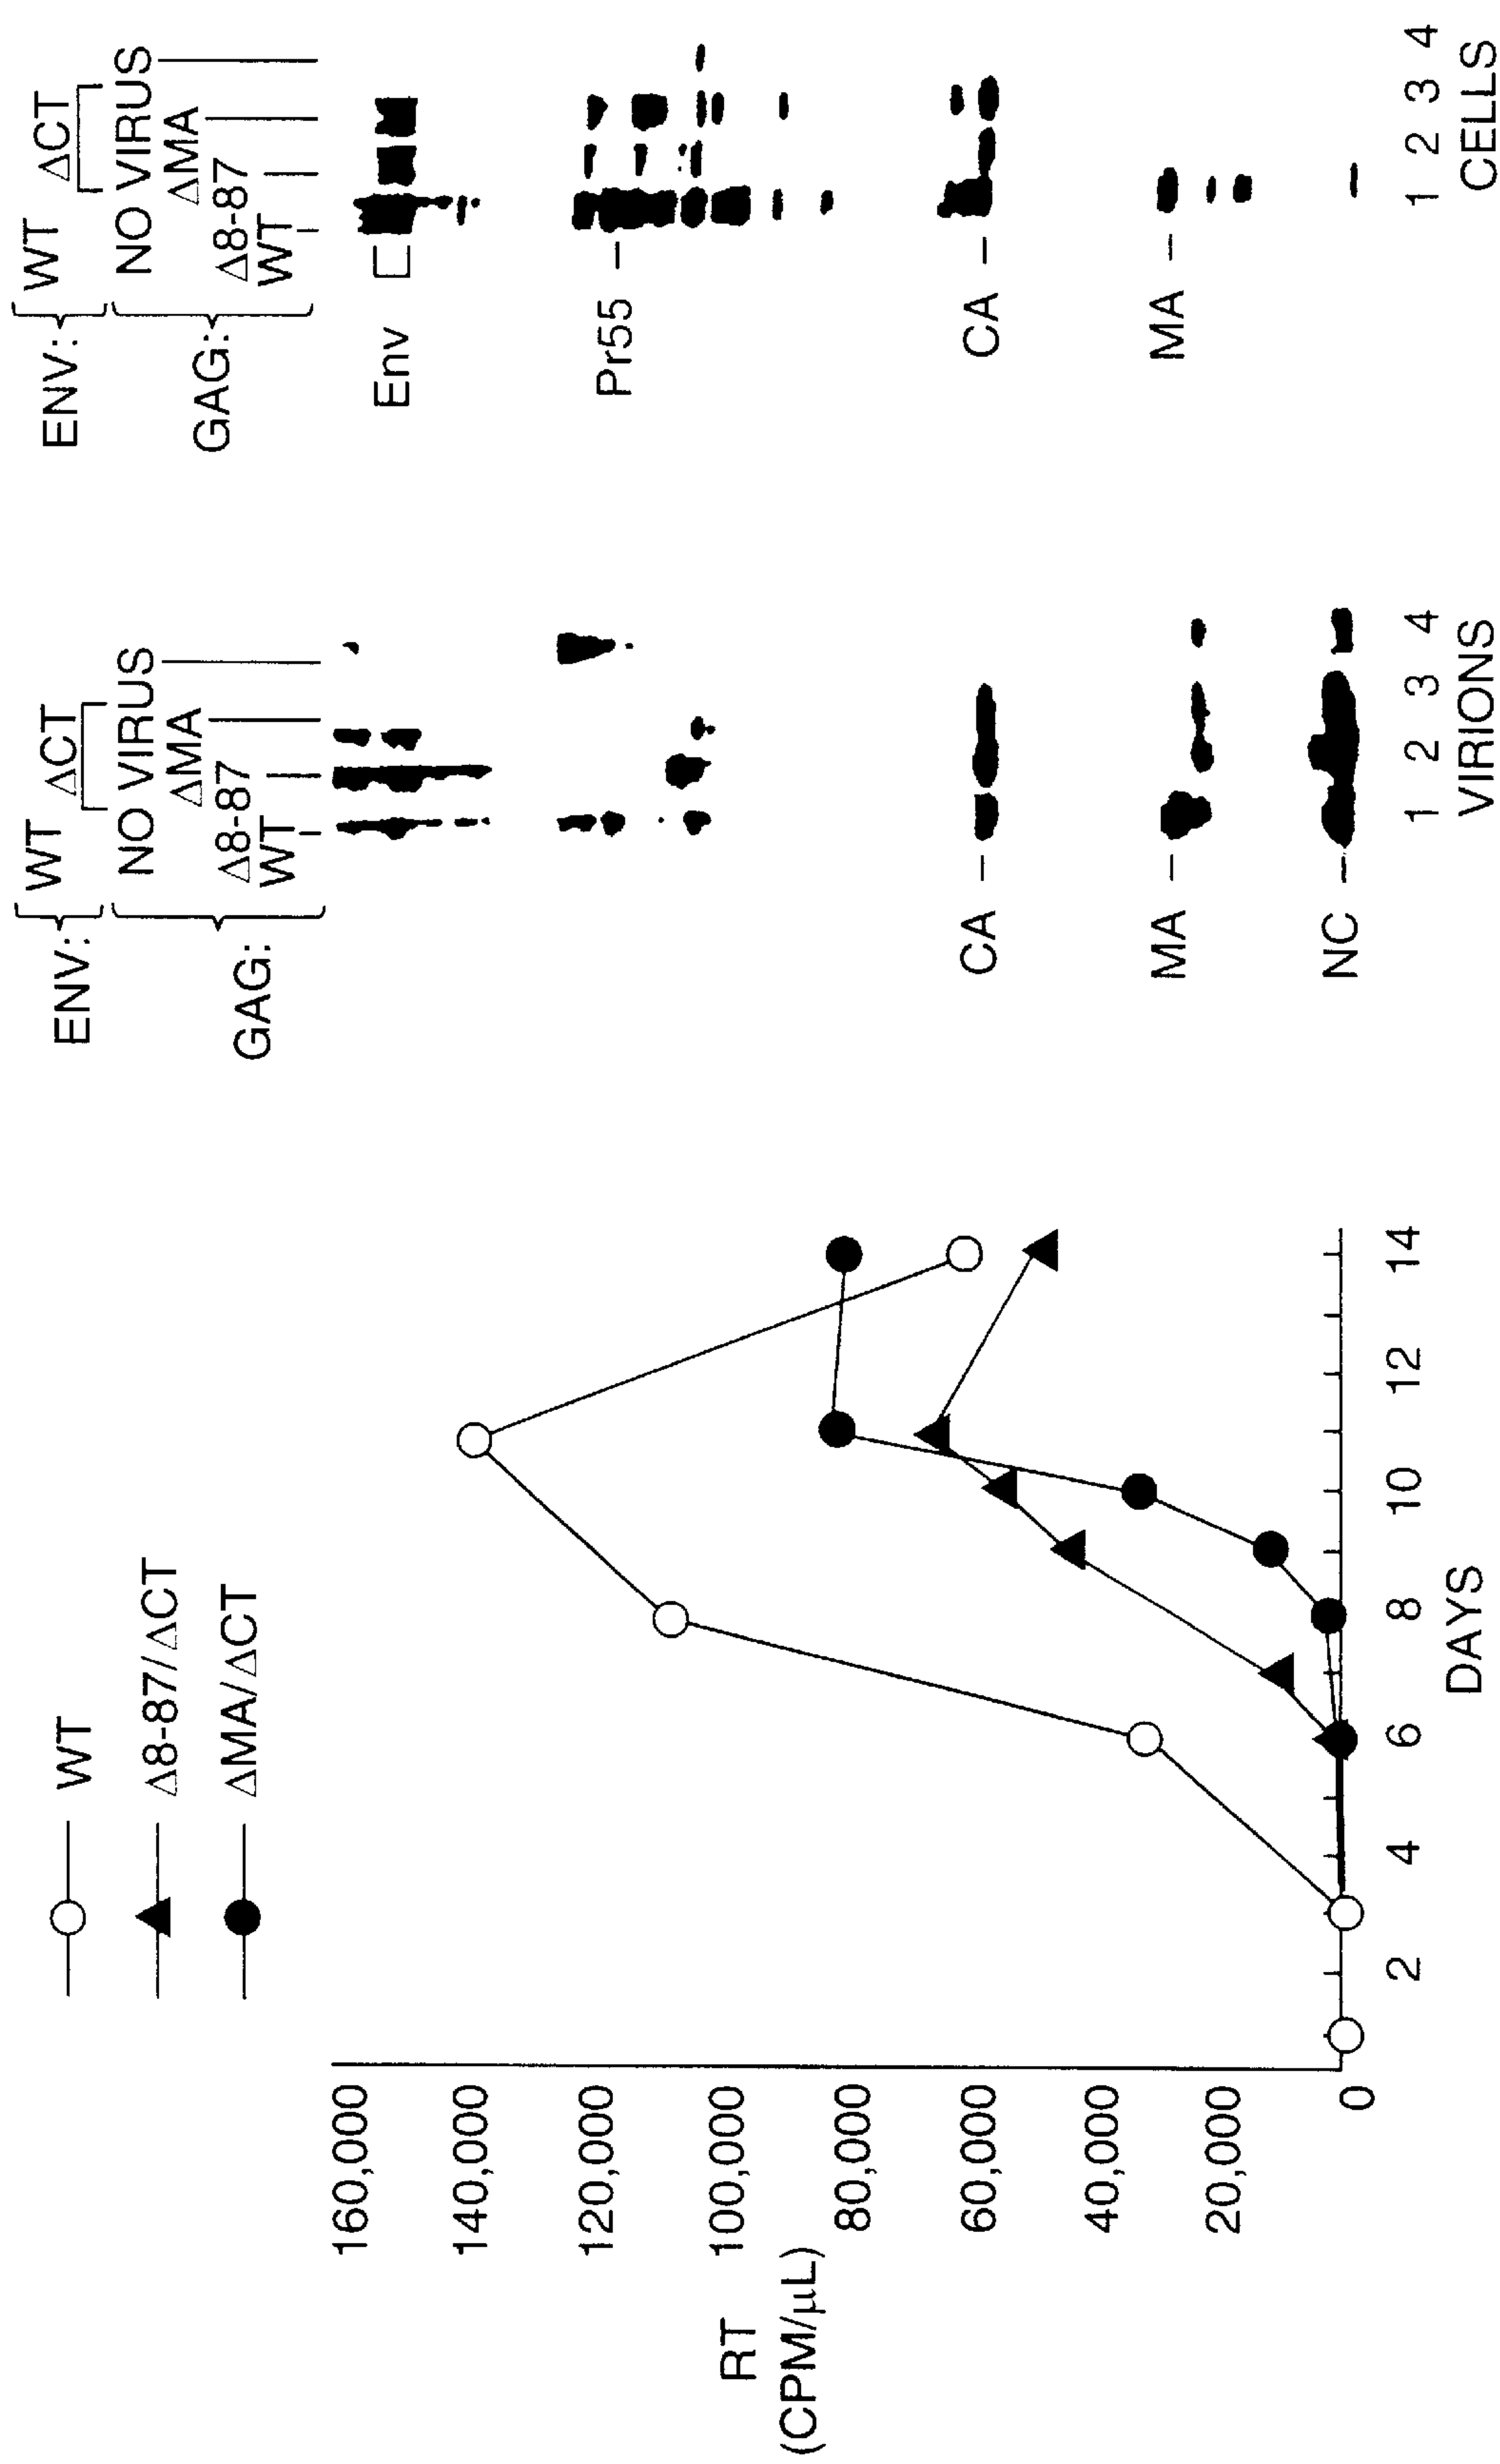 WT
Δ8-87/ΔCT
ΔMA/ΔCT
RT
(CPM/μL)
160,000
140,000
120,000
100,000
80,000
60,000
40,000
20,000
0
2 4 6 8 10 12 14
DAYS
ENV: WT ΔCT
GAG: NO VIRUS
ΔMA
Δ8-87
WT
CA
MA
NC
1 2 3 4
VIRIONS
ENV: WT ΔCT
GAG: NO VIRUS
ΔMA
Δ8-87
WT
Env
Pr55
CA
MA
1 2 3 4
CELLS